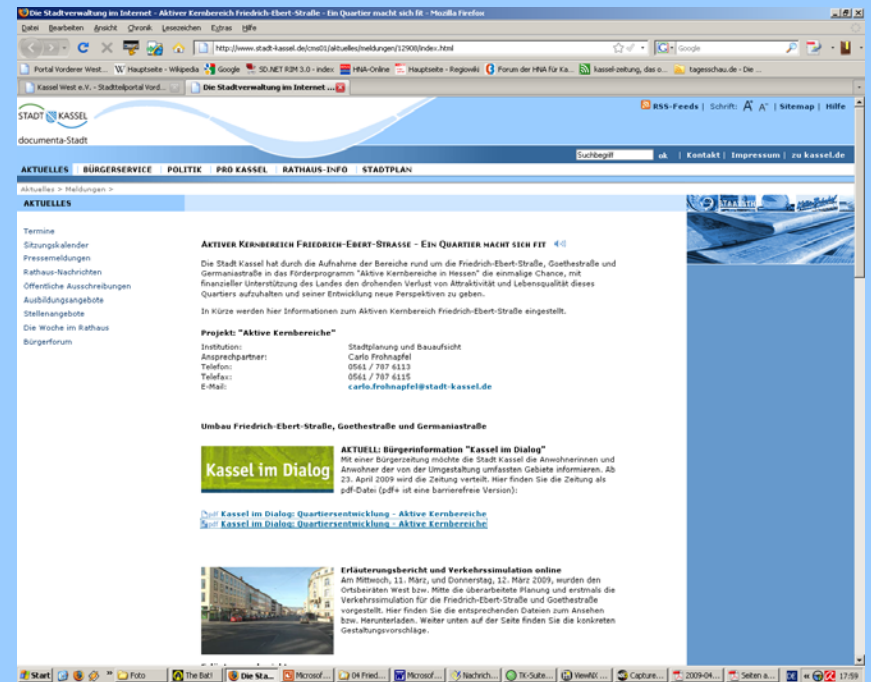 Die Stadtverwaltung im Internet - Aktiver Kernbereich Friedrich-Ebert-Straße - Ein Quartier macht sich fit - Mozilla Firefox
Datei Bearbeiten Ansicht Chronik Lesezeichen Extras Hilfe
http://www.stadt-kassel.de/cms01/aktuelles/meldungen/12900/index.html
Google
Portal Vorderer West... Hauptseite - Wikipedia Google SD.NET RIM 3.0 - index HNA-Online Hauptseite - Regiowiki Forum der HNA für Ka... kassel-zeitung, das o... tagesschau.de - Die ...
Kassel West e.V. - Stadtteilportal Vord... Die Stadtverwaltung im Internet ...
RSS-Feeds | Schrift: A+ A- | Sitemap | Hilfe
STADT KASSEL
documenta-Stadt
Suchbegriff ok | Kontakt | Impressum | zu kassel.de
AKTUELLES BÜRGERSERVICE POLITIK PRO KASSEL RATHAUS-INFO STADTPLAN
Aktuelles > Meldungen >
AKTUELLES
Termine
Sitzungskalender
Pressemeldungen
Rathaus-Nachrichten
Öffentliche Ausschreibungen
Ausbildungsangebote
Stellenangebote
Die Woche im Rathaus
Bürgerforum
AKTIVER KERNBEREICH FRIEDRICH-EBERT-STRASSE - EIN QUARTIER MACHT SICH FIT
Die Stadt Kassel hat durch die Aufnahme der Bereiche rund um die Friedrich-Ebert-Straße, Goethestraße und
Germaniastraße in das Förderprogramm "Aktive Kernbereiche in Hessen" die einmalige Chance, mit
finanzieller Unterstützung des Landes den drohenden Verlust von Attraktivität und Lebensqualität dieses
Quartiers aufzuhalten und seiner Entwicklung neue Perspektiven zu geben.
In Kürze werden hier Informationen zum Aktiven Kernbereich Friedrich-Ebert-Straße eingestellt.
Projekt: "Aktive Kernbereiche"
Institution: Stadtplanung und Bauaufsicht
Ansprechpartner: Carlo Frohnapfel
Telefon: 0561 / 787 6113
Telefax: 0561 / 787 6115
E-Mail: carlo.frohnapfel@stadt-kassel.de
Umbau Friedrich-Ebert-Straße, Goethestraße und Germaniastraße
Kassel im Dialog
AKTUELL: Bürgerinformation "Kassel im Dialog"
Mit einer Bürgerzeitung möchte die Stadt Kassel die Anwohnerinnen und
Anwohner der von der Umgestaltung umfassten Gebiete informieren. Ab
23. April 2009 wird die Zeitung verteilt. Hier finden Sie die Zeitung als
pdf-Datei (pdf+ ist eine barrierefreie Version):
Kassel im Dialog: Quartiersentwicklung - Aktive Kernbereiche
Kassel im Dialog: Quartiersentwicklung - Aktive Kernbereiche
Erläuterungsbericht und Verkehrssimulation online
Am Mittwoch, 11. März, und Donnerstag, 12. März 2009, wurden den
Ortsbeiräten West bzw. Mitte die überarbeitete Planung und erstmals die
Verkehrssimulation für die Friedrich-Ebert-Straße und Goethestraße
vorgestellt. Hier finden Sie die entsprechenden Dateien zum Ansehen
bzw. Herunterladen. Weiter unten auf der Seite finden Sie die konkreten
Gestaltungsvorschläge.
Start Foto The Bat! Die Sta... Microsof... 04 Fried... Microsof... Nachrich... TK-Suite... ViewNX ... Capture... 2009-04... Seiten a... 17:59